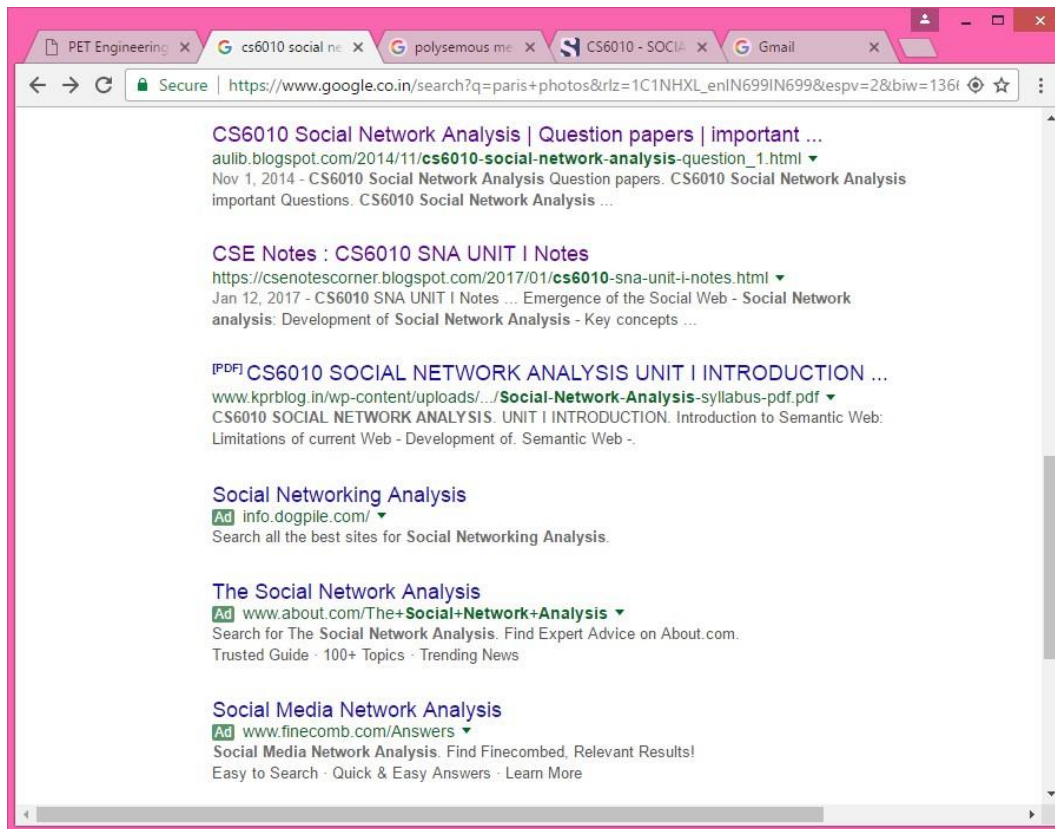 PET Engineering
cs6010 social ne
polysemous me
CS6010 - SOCIA
Gmail
Secure | https://www.google.co.in/search?q=paris+photos&rlz=1C1NHXL_enIN699IN699&espv=2&biw=1366
CS6010 Social Network Analysis | Question papers | important ...
aulib.blogspot.com/2014/11/cs6010-social-network-analysis-question_1.html
Nov 1, 2014 - CS6010 Social Network Analysis Question papers. CS6010 Social Network Analysis
important Questions. CS6010 Social Network Analysis ...
CSE Notes : CS6010 SNA UNIT I Notes
https://csenotescorner.blogspot.com/2017/01/cs6010-sna-unit-i-notes.html
Jan 12, 2017 - CS6010 SNA UNIT I Notes ... Emergence of the Social Web - Social Network
analysis: Development of Social Network Analysis - Key concepts ...
[PDF] CS6010 SOCIAL NETWORK ANALYSIS UNIT I INTRODUCTION ...
www.kprblog.in/wp-content/uploads/.../Social-Network-Analysis-syllabus-pdf.pdf
CS6010 SOCIAL NETWORK ANALYSIS. UNIT I INTRODUCTION. Introduction to Semantic Web:
Limitations of current Web - Development of. Semantic Web -.
Social Networking Analysis
Ad info.dogpile.com/
Search all the best sites for Social Networking Analysis.
The Social Network Analysis
Ad www.about.com/The+Social+Network+Analysis
Search for The Social Network Analysis. Find Expert Advice on About.com.
Trusted Guide · 100+ Topics · Trending News
Social Media Network Analysis
Ad www.finecomb.com/Answers
Social Media Network Analysis. Find Finecombed, Relevant Results!
Easy to Search · Quick & Easy Answers · Learn More